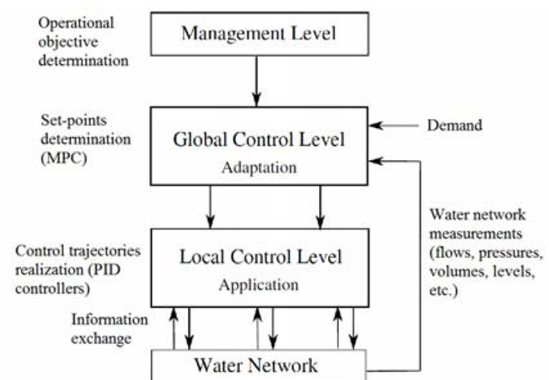 Operational
objective
determination
Management Level
Set-points
determination
(MPC)
Global Control Level
Adaptation
Demand
Control trajectories
realization (PID
controllers)
Local Control Level
Application
Water network
measurements
(flows, pressures,
volumes, levels,
etc.)
Information
exchange
Water Network